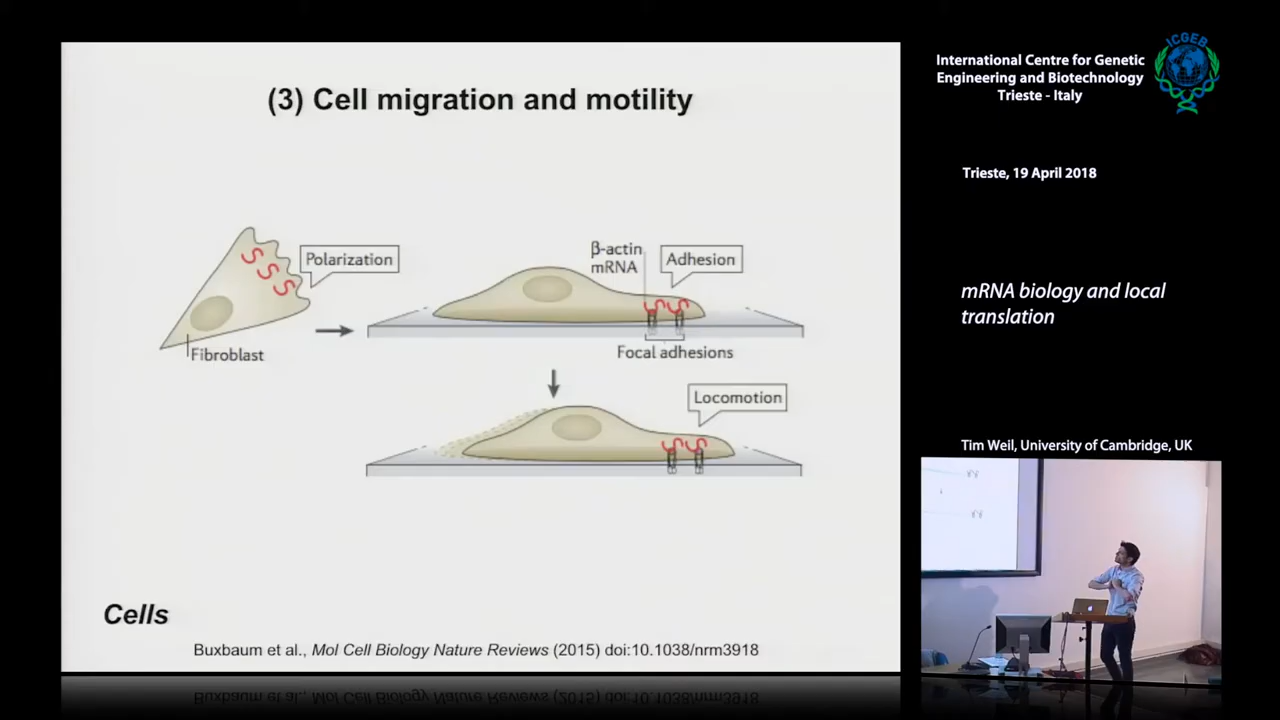 (3) Cell migration and motility
Polarization
Fibroblast
β-actin
mRNA
Adhesion
Focal adhesions
Locomotion
Cells
Buxbaum et al., Mol Cell Biology Nature Reviews (2015) doi:10.1038/nrm3918
International Centre for Genetic
Engineering and Biotechnology
Trieste - Italy
ICGEB
Trieste, 19 April 2018
mRNA biology and local
translation
Tim Weil, University of Cambridge, UK